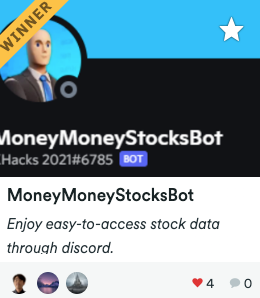 WINNER
MoneyMoneyStocksBot
Hacks 2021#6785 BOT
MoneyMoneyStocksBot
Enjoy easy-to-access stock data
through discord.
4 0